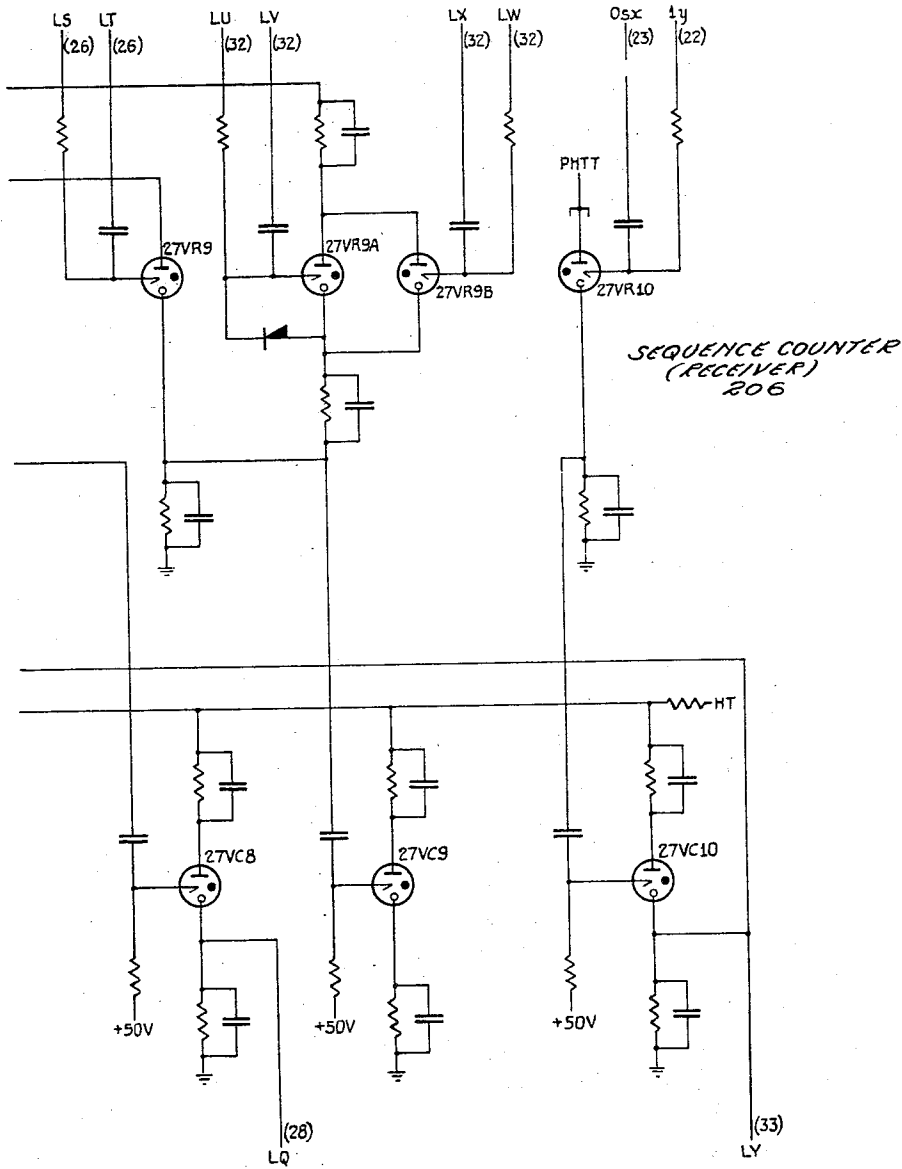 LS LT LU LV LX LW Osx 1y
(26) (26) (32) (32) (32) (32) (23) (22)
PHTT
27VR9 27VR9A
27VR9B 27VR10
SEQUENCE COUNTER
(RECEIVER)
206
HT
27VC8 27VC9 27VC10
+50V +50V +50V
(28) (33)
LQ LY